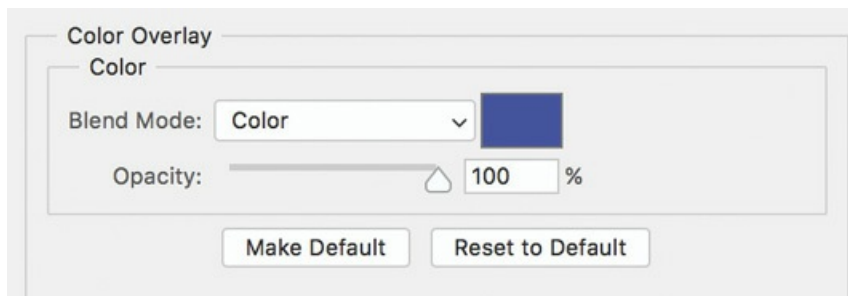 Color Overlay
Color
Blend Mode: Color
Opacity: 100 %
Make Default Reset to Default